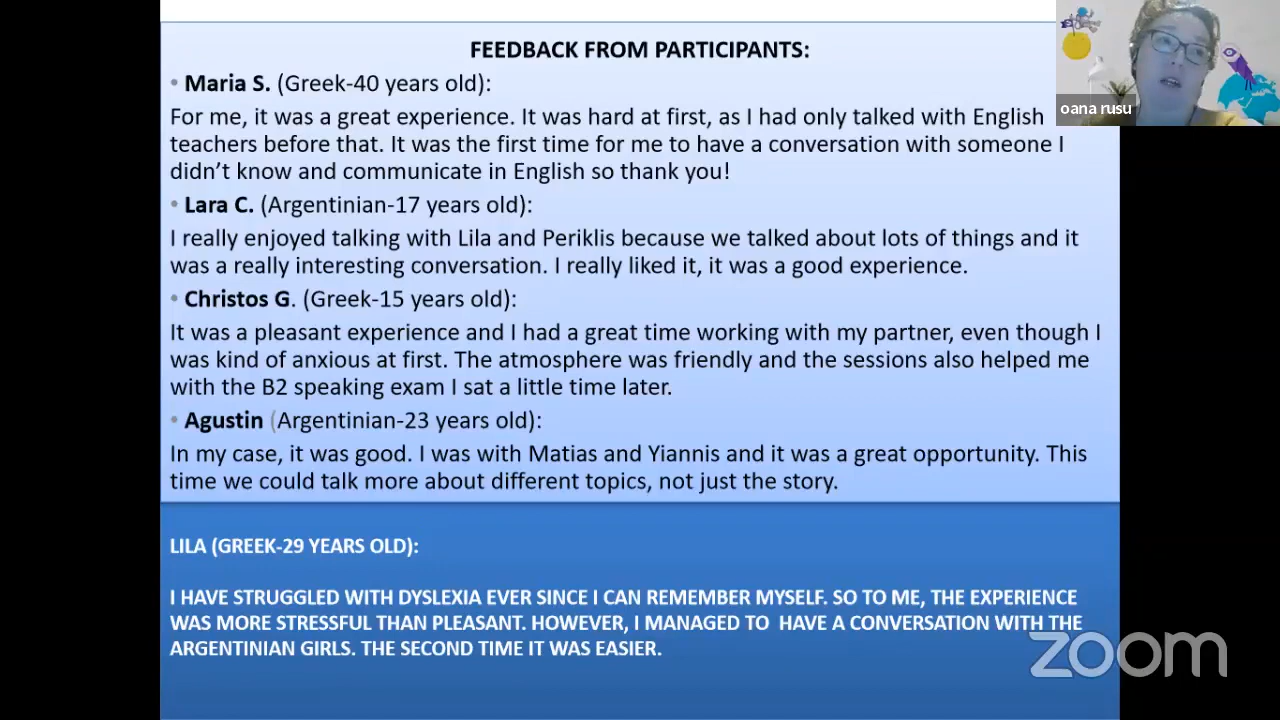 FEEDBACK FROM PARTICIPANTS:
• Maria S. (Greek-40 years old):
For me, it was a great experience. It was hard at first, as I had only talked with English
teachers before that. It was the first time for me to have a conversation with someone I
didn’t know and communicate in English so thank you!
• Lara C. (Argentinian-17 years old):
I really enjoyed talking with Lila and Periklis because we talked about lots of things and it
was a really interesting conversation. I really liked it, it was a good experience.
• Christos G. (Greek-15 years old):
It was a pleasant experience and I had a great time working with my partner, even though I
was kind of anxious at first. The atmosphere was friendly and the sessions also helped me
with the B2 speaking exam I sat a little time later.
• Agustin (Argentinian-23 years old):
In my case, it was good. I was with Matias and Yiannis and it was a great opportunity. This
time we could talk more about different topics, not just the story.
LILA (GREEK-29 YEARS OLD):
I HAVE STRUGGLED WITH DYSLEXIA EVER SINCE I CAN REMEMBER MYSELF. SO TO ME, THE EXPERIENCE
WAS MORE STRESSFUL THAN PLEASANT. HOWEVER, I MANAGED TO HAVE A CONVERSATION WITH THE
ARGENTINIAN GIRLS. THE SECOND TIME IT WAS EASIER.
oana rusu
zoom